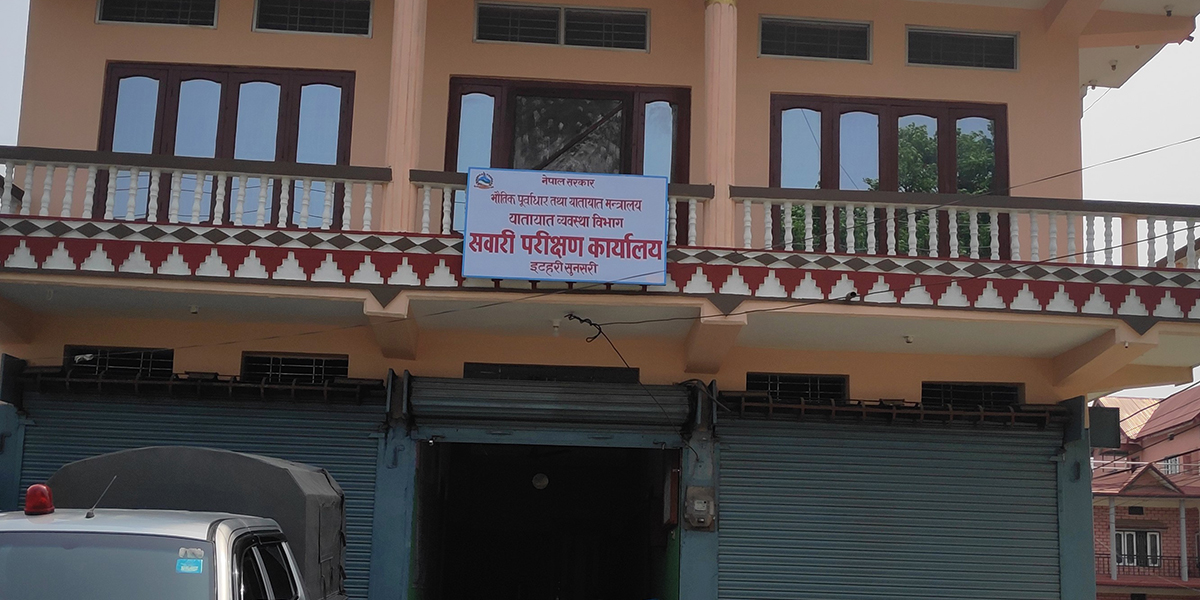 नेपाल सरकार
भौतिक पूर्वाधार तथा यातायात मन्त्रालय
यातायात व्यवस्था विभाग
सवारी परीक्षण कार्यालय
इटहरी सुनसरी